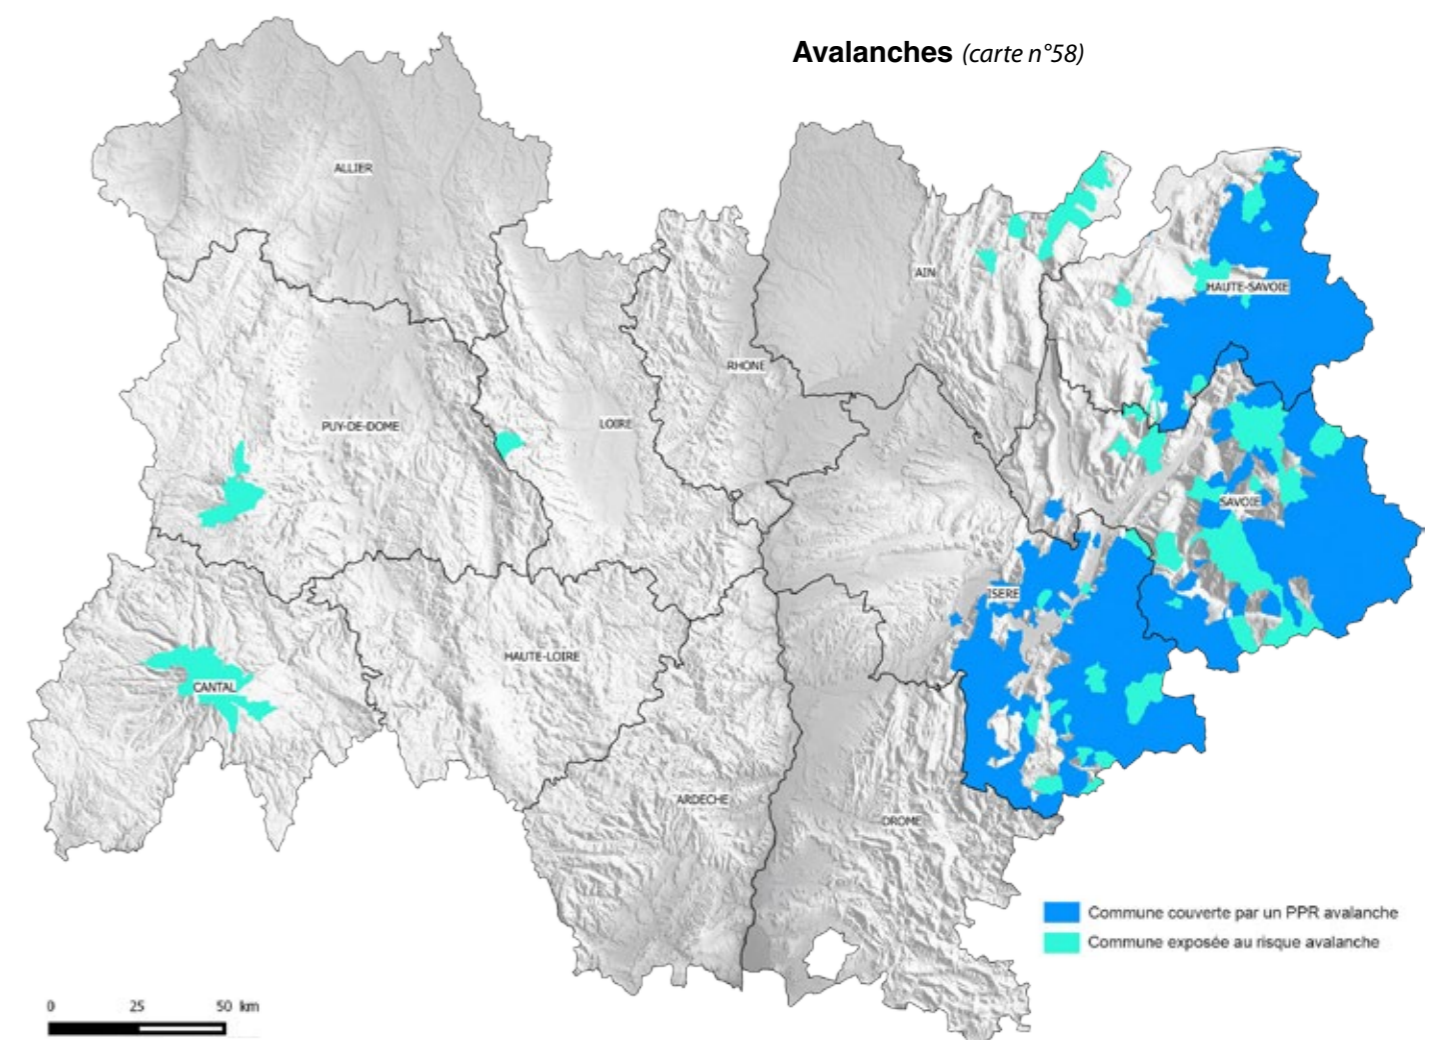 Avalanches (carte n°58)
ALLIER
AIN
HAUTE-SAVOIE
RHONE
PUY-DE-DOME
LOIRE
SAVOIE
ISERE
HAUTE-LOIRE
CANTAL
ARDECHE
DROME
Commune couverte par un PPR avalanche
Commune exposée au risque avalanche
0 25 50 km